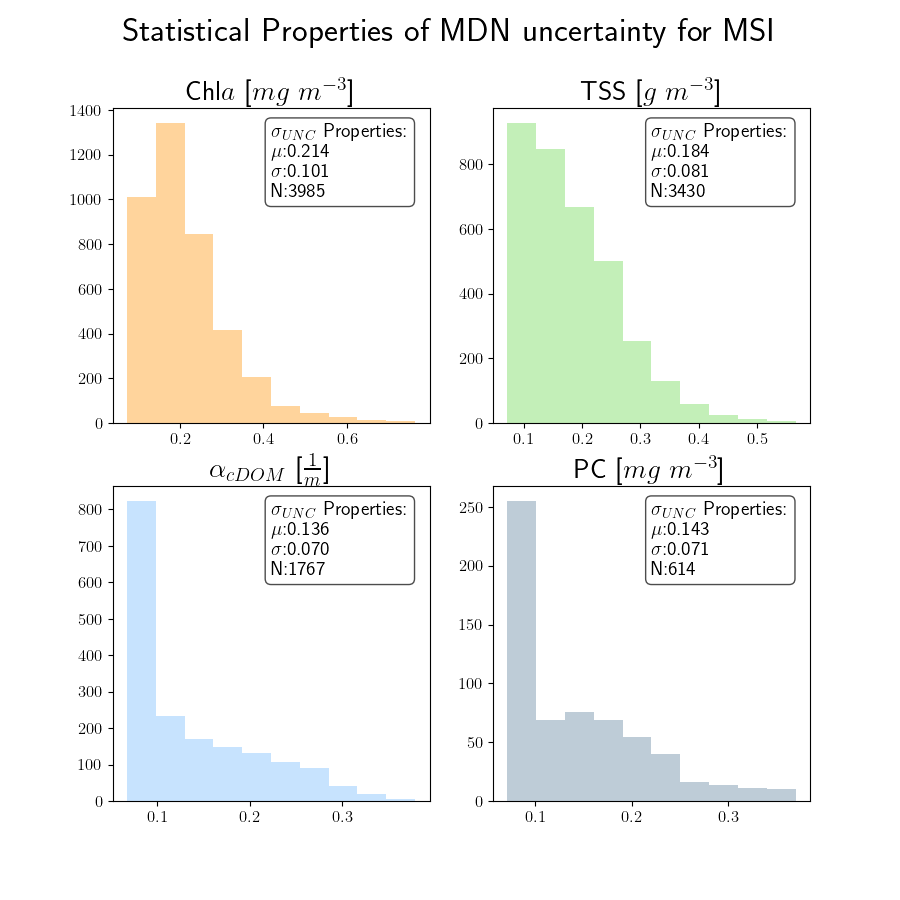 Statistical Properties of MDN uncertainty for MSI
Chla [mg m⁻³]
1400
1200
1000
800
600
400
200
0
0.2 0.4 0.6
σ_UNC Properties:
μ:0.214
σ:0.101
N:3985
TSS [g m⁻³]
800
600
400
200
0
0.1 0.2 0.3 0.4 0.5
σ_UNC Properties:
μ:0.184
σ:0.081
N:3430
α_cDOM [1/m]
800
700
600
500
400
300
200
100
0
0.1 0.2 0.3
σ_UNC Properties:
μ:0.136
σ:0.070
N:1767
PC [mg m⁻³]
250
200
150
100
50
0
0.1 0.2 0.3
σ_UNC Properties:
μ:0.143
σ:0.071
N:614